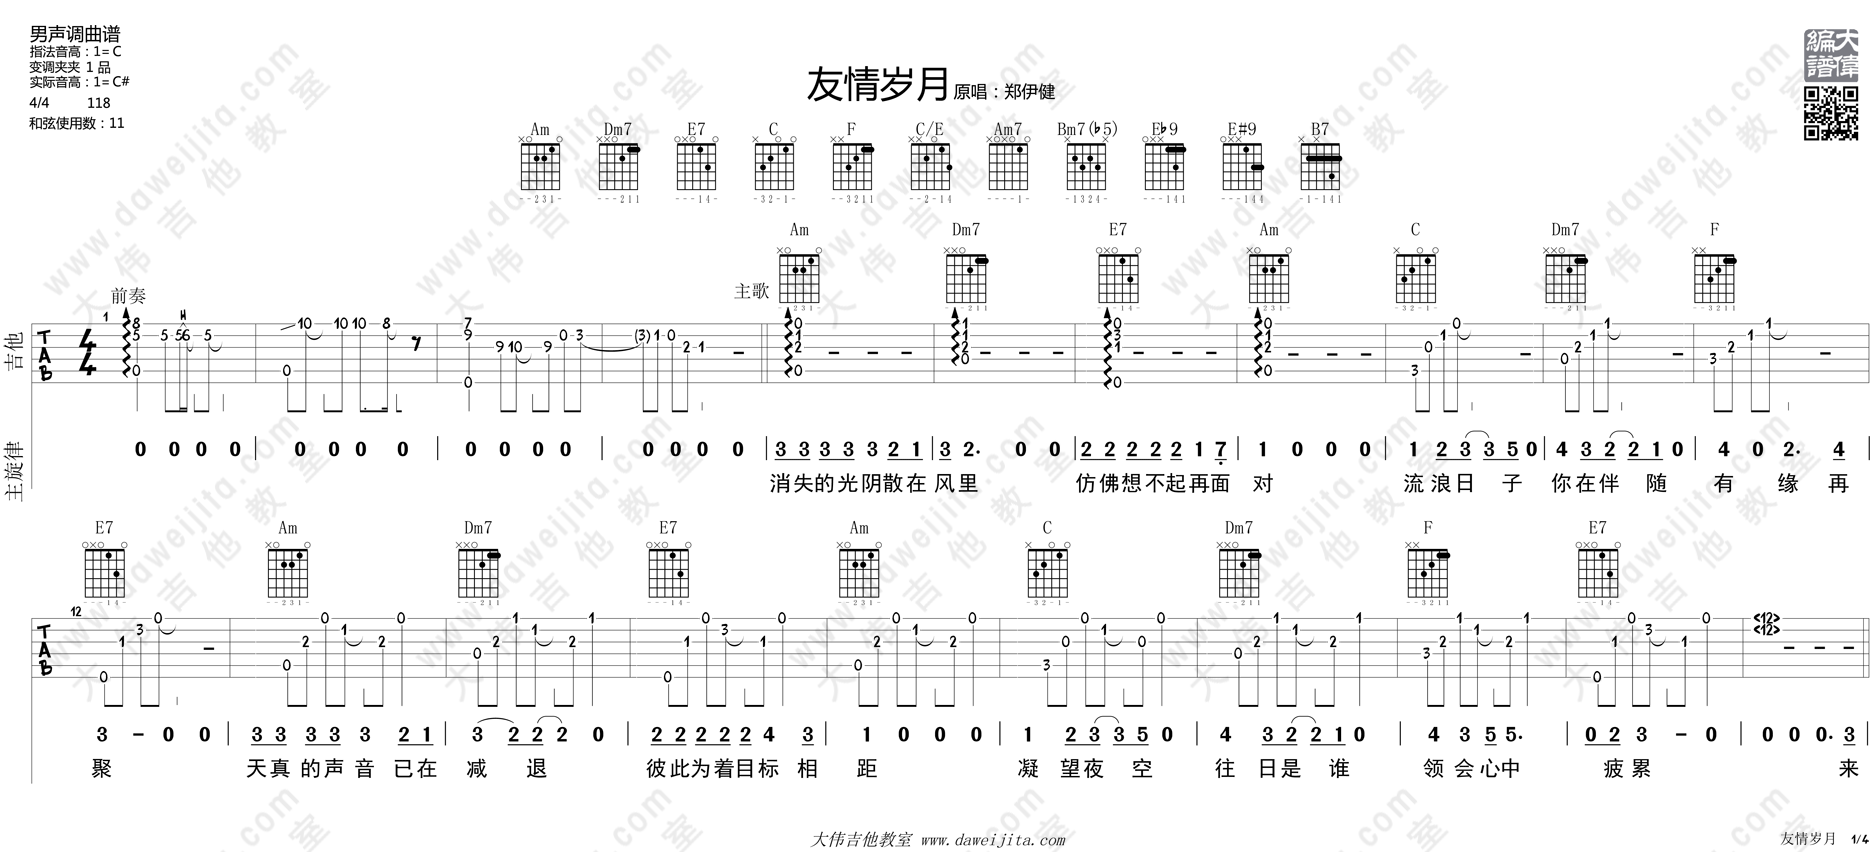 男声调曲谱
指法音高：1= C
变调夹夹 1 品
实际音高：1= C#
4/4 118
和弦使用数：11
友情岁月 原唱：郑伊健
大偉編譜
Am Dm7 E7 C F C/E Am7 Bm7(♭5) E♭9 E#9 B7
Am Dm7 E7 Am C Dm7 F
前奏 主歌
吉他
主旋律
0 0 0 0 | 0 0 0 0 | 0 0 0 0 | 0 0 0 0 | 3 3 3 3 3 2 1 | 3 2. 0 0 | 2 2 2 2 2 1 7 | 1 0 0 0 | 1 2 3 3 5 0 | 4 3 2 2 1 0 | 4 0 2. 4
消失的光阴散在 风里 仿佛想不起再面 对 流浪日 子 你在伴 随 有 缘 再
E7 Am Dm7 E7 Am C Dm7 F E7
12
3 - 0 0 | 3 3 3 3 3 2 1 | 3 2 2 2 0 | 2 2 2 2 2 4 3 | 1 0 0 0 | 1 2 3 3 5 0 | 4 3 2 2 1 0 | 4 3 5 5. | 0 2 3 - 0 | 0 0 0. 3
聚 天真的声音已在 减 退 彼此为着目标相 距 凝 望夜 空 往 日是 谁 领会心中 疲累 来
大伟吉他教室 www.daweijita.com
友情岁月 1/4